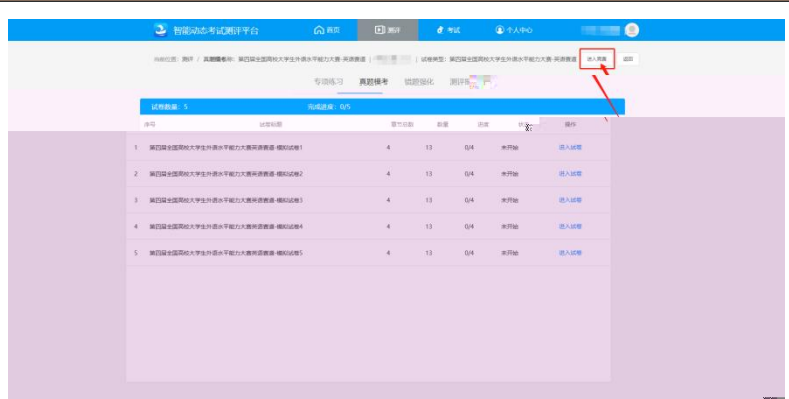 智能动态考试测评平台 首页 测评 考试 个人中心
当前位置：测评 / 真题模考 第四届全国高校大学生外语水平能力大赛-英语赛道 试卷类型：第四届全国高校大学生外语水平能力大赛-英语赛道 进入竞赛 返回
专项练习 真题模考 错题强化
试卷数量：5 完成进度：0/5
序号 试卷标题 章节总数 数量 进度 操作
1 第四届全国高校大学生外语水平能力大赛英语赛道-模拟试卷1 4 13 0/4 未开始 进入试卷
2 第四届全国高校大学生外语水平能力大赛英语赛道-模拟试卷2 4 13 0/4 未开始 进入试卷
3 第四届全国高校大学生外语水平能力大赛英语赛道-模拟试卷3 4 13 0/4 未开始 进入试卷
4 第四届全国高校大学生外语水平能力大赛英语赛道-模拟试卷4 4 13 0/4 未开始 进入试卷
5 第四届全国高校大学生外语水平能力大赛英语赛道-模拟试卷5 4 13 0/4 未开始 进入试卷